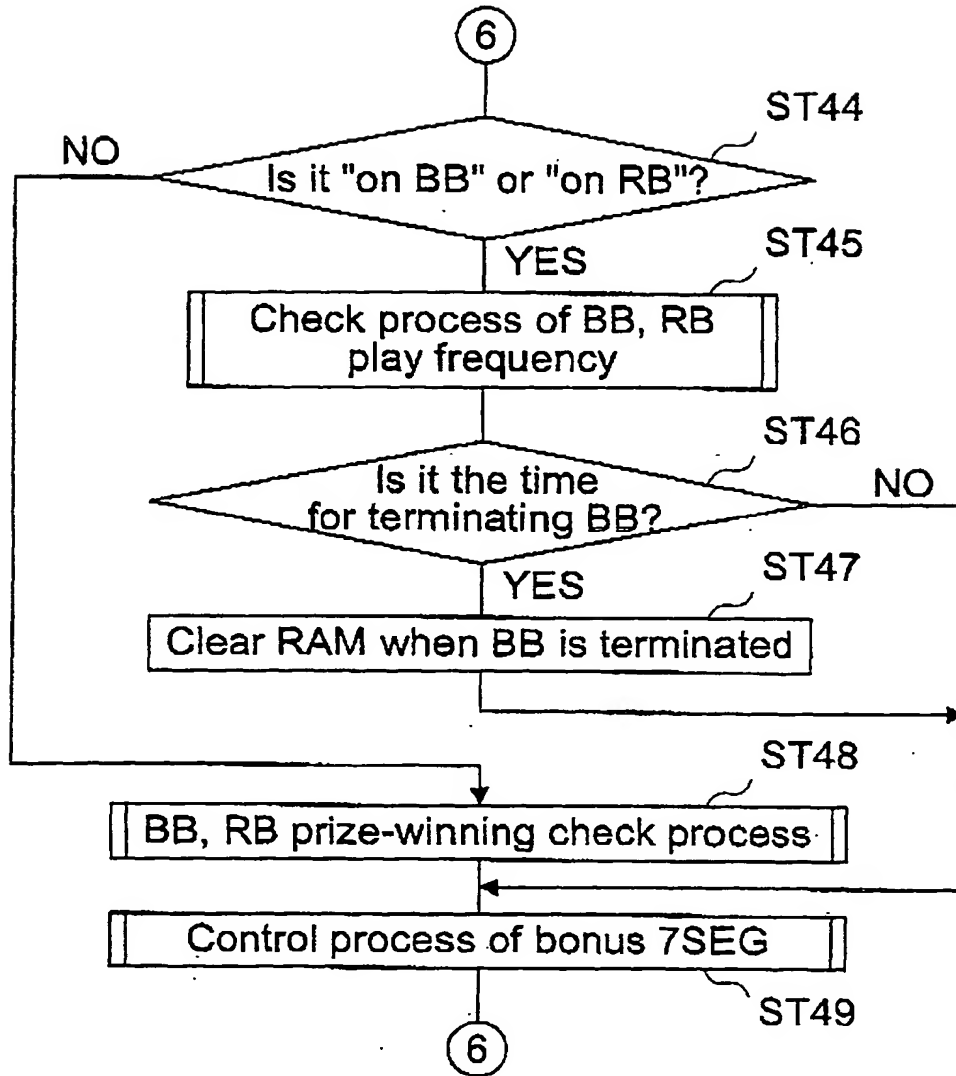 6
ST44
NO
Is it "on BB" or "on RB"?
YES
ST45
Check process of BB, RB
play frequency
ST46
Is it the time
for terminating BB?
NO
YES
ST47
Clear RAM when BB is terminated
ST48
BB, RB prize-winning check process
Control process of bonus 7SEG
ST49
6